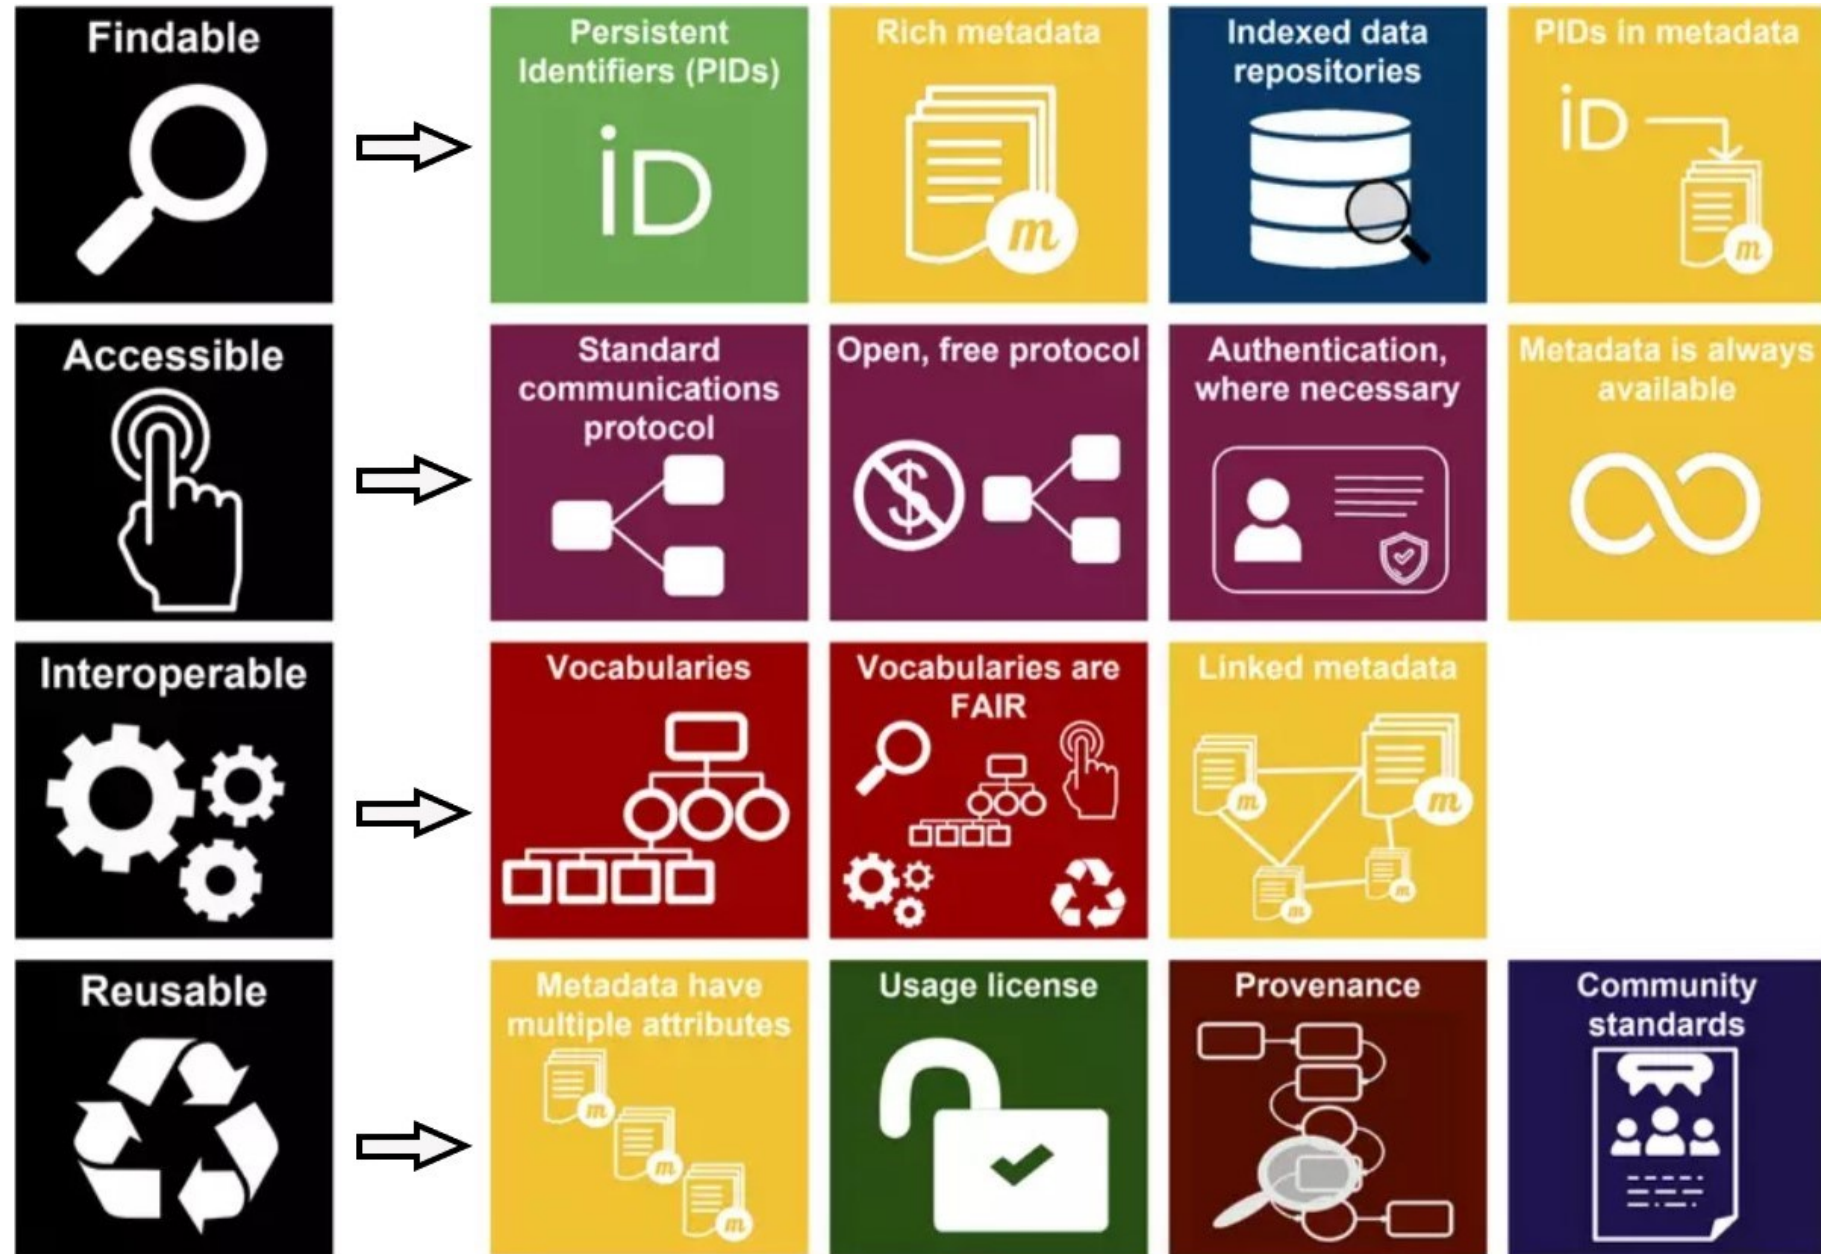 Findable
Persistent
Identifiers (PIDs)
iD
Rich metadata
m
Indexed data
repositories
PIDs in metadata
iD
m
Accessible
Standard
communications
protocol
Open, free protocol
$
Authentication,
where necessary
Metadata is always
available
Interoperable
Vocabularies
Vocabularies are
FAIR
Linked metadata
m
m
m
m
Reusable
Metadata have
multiple attributes
m
m
m
Usage license
Provenance
Community
standards